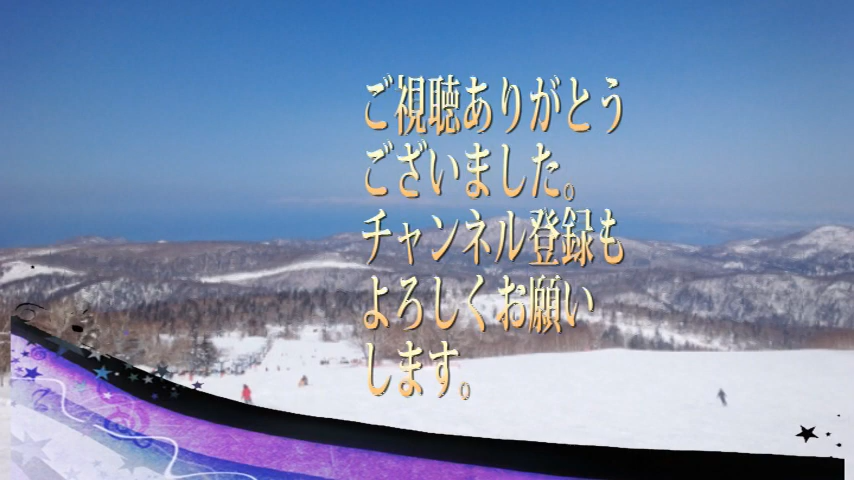 ご視聴ありがとう
ございました。
チャンネル登録も
よろしくお願い
します。